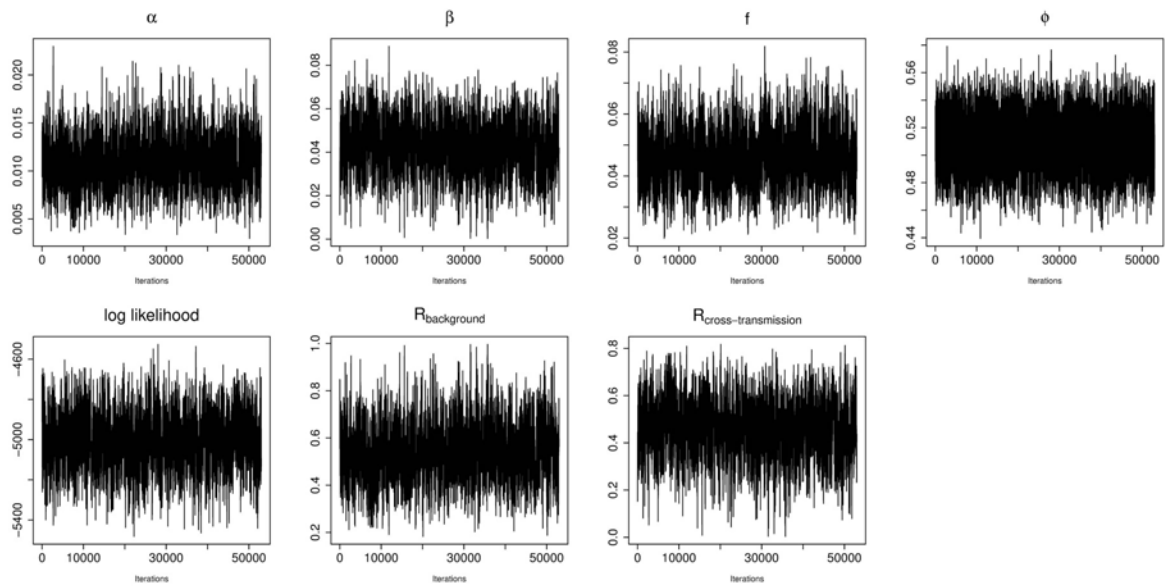 α β f φ
0.005 0.010 0.015 0.020
0 10000 30000 50000
Iterations
0.00 0.02 0.04 0.06 0.08
0 10000 30000 50000
Iterations
0.02 0.04 0.06 0.08
0 10000 30000 50000
Iterations
0.44 0.48 0.52 0.56
0 10000 30000 50000
Iterations
log likelihood
−5400 −5000 −4600
0 10000 30000 50000
Iterations
Rbackground
0.2 0.4 0.6 0.8 1.0
0 10000 30000 50000
Iterations
Rcross−transmission
0.0 0.2 0.4 0.6 0.8
0 10000 30000 50000
Iterations